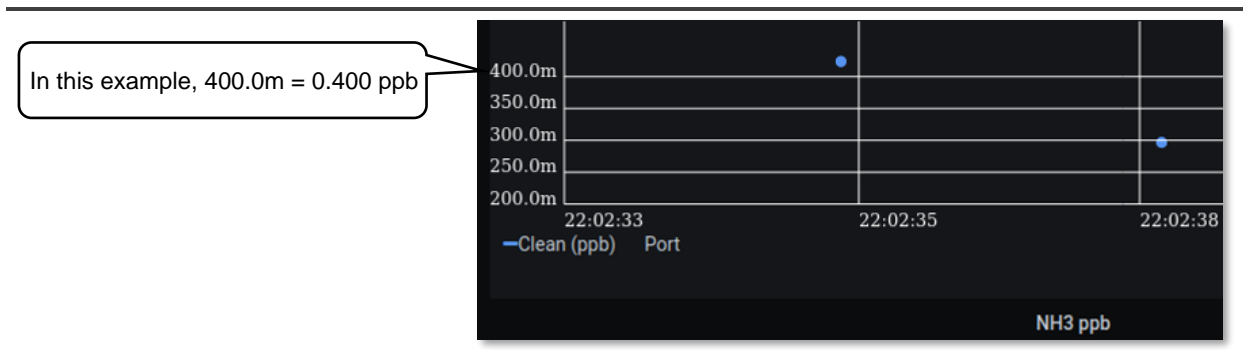 In this example, 400.0m = 0.400 ppb
400.0m
350.0m
300.0m
250.0m
200.0m
22:02:33 22:02:35 22:02:38
Clean (ppb) Port
NH3 ppb